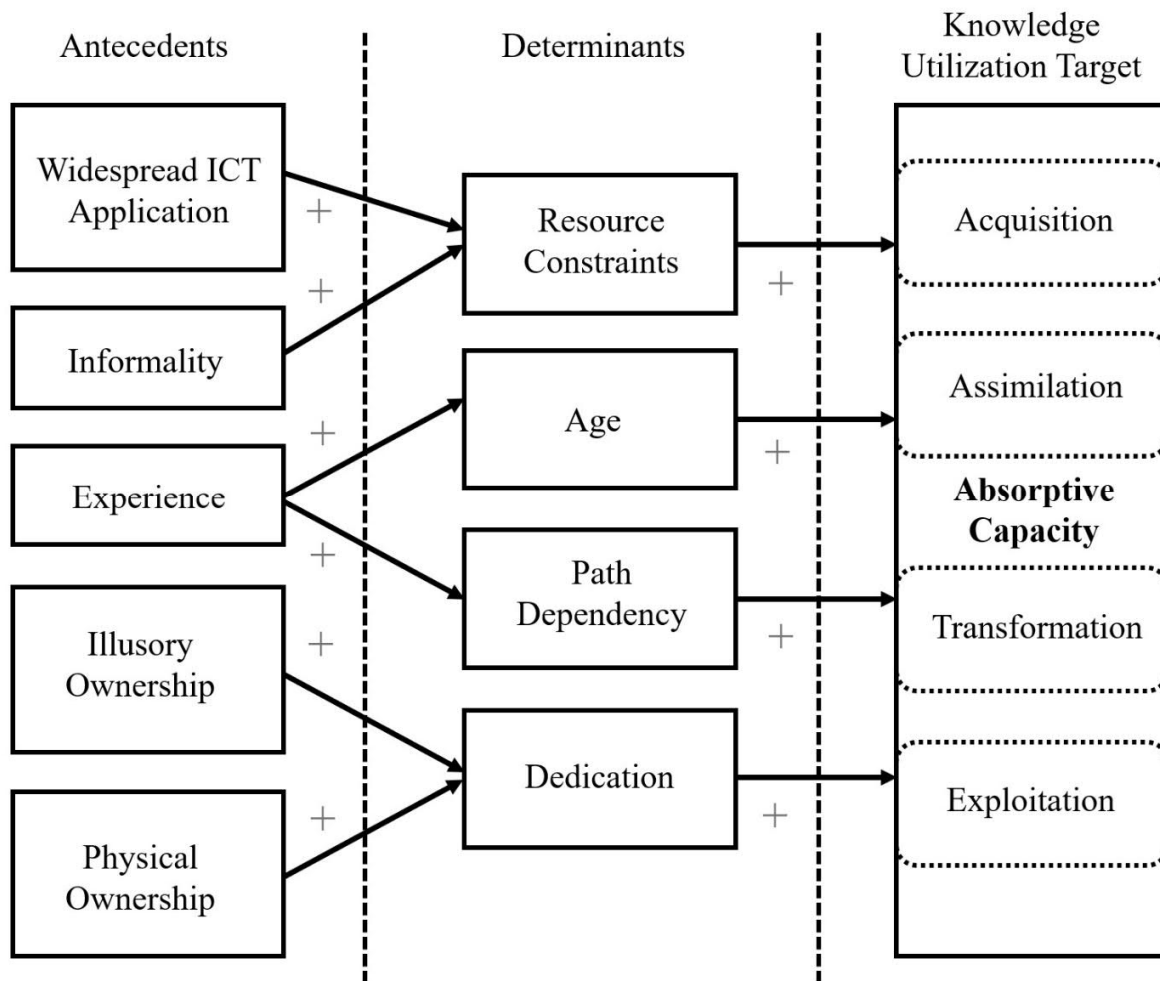 Antecedents
Determinants
Knowledge
Utilization Target
Widespread ICT
Application
Informality
Experience
Illusory
Ownership
Physical
Ownership
+
+
+
+
+
+
Resource
Constraints
Age
Path
Dependency
Dedication
+
+
+
+
Acquisition
Assimilation
Absorptive
Capacity
Transformation
Exploitation